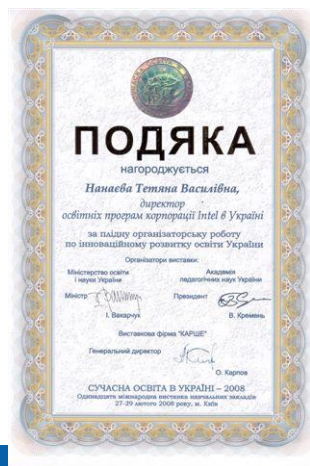 ПОДЯКА
нагороджується
Нанаєва Тетяна Василівна,
директор
освітніх програм корпорації Intel в Україні
за плідну організаторську роботу
по інноваційному розвитку освіти України
Організатори виставки:
Міністерство освіти
і науки України
Академія
педагогічних наук України
Міністр
І. Вакарчук
Президент
В. Кремень
Виставкова фірма "КАРШЕ"
Генеральний директор
О. Карпов
СУЧАСНА ОСВІТА В УКРАЇНІ – 2008
Одинадцята міжнародна виставка навчальних закладів
27-29 лютого 2008 року, м. Київ